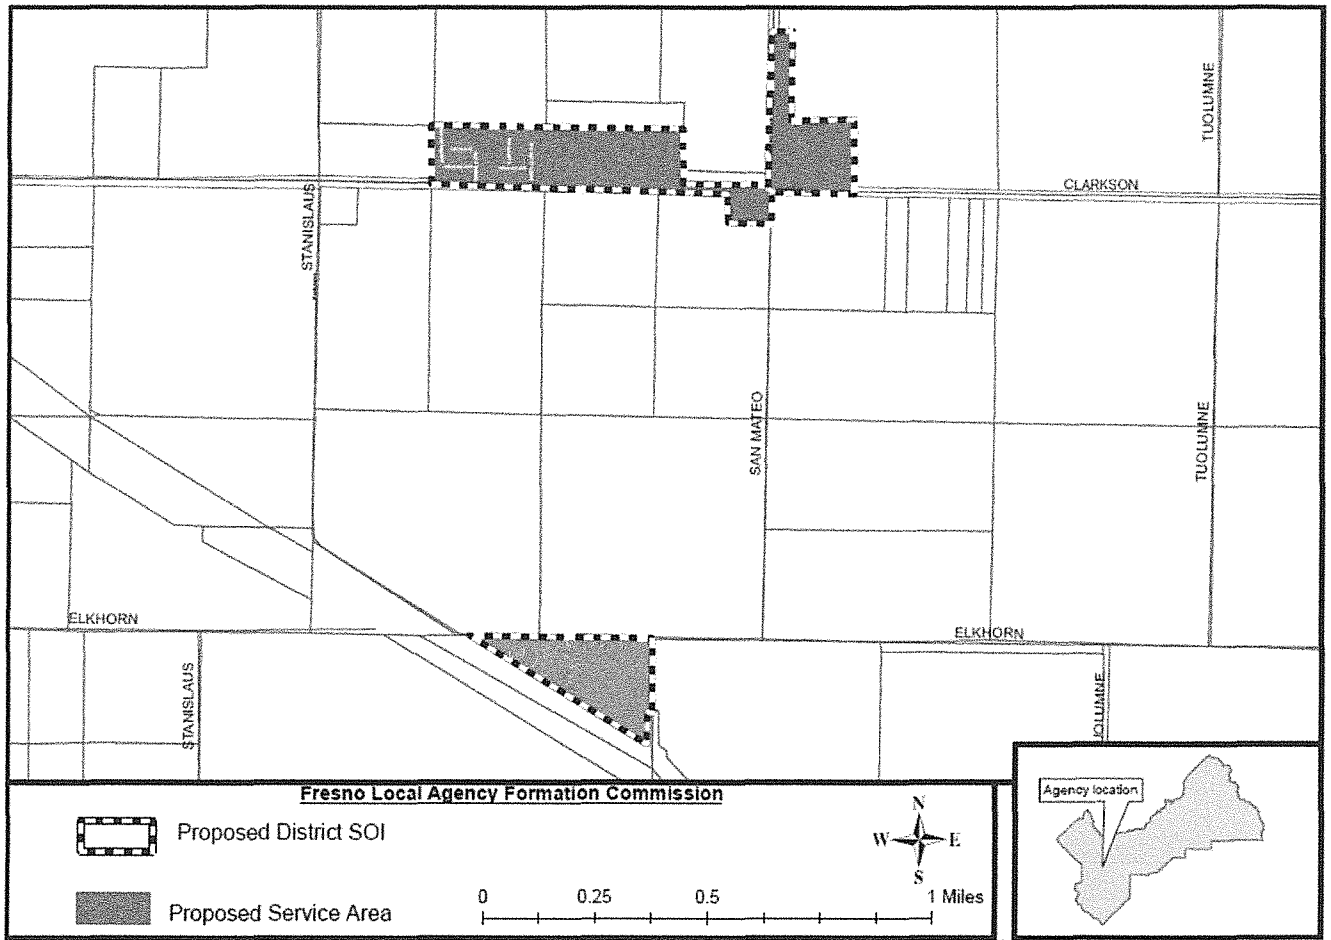 TUOLUMNE
CLARKSON
STANISLAUS
SAN MATEO
TUOLUMNE
ELKHORN
ELKHORN
STANISLAUS
JOLUMNE
Fresno Local Agency Formation Commission
Proposed District SOI
Proposed Service Area
N
W E
S
0 0.25 0.5 1 Miles
Agency location